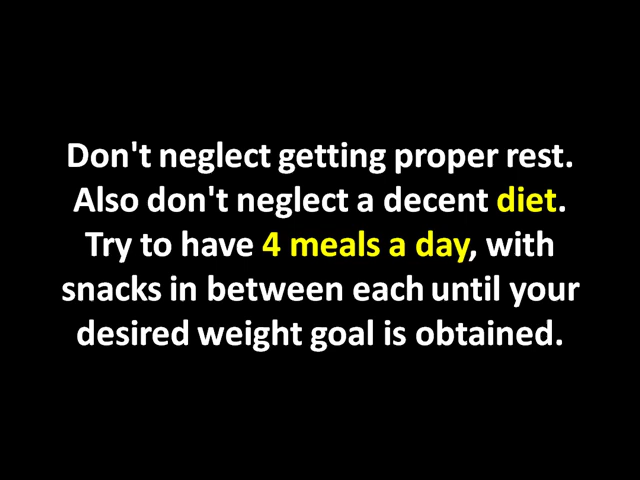 Don't neglect getting proper rest.
Also don't neglect a decent diet.
Try to have 4 meals a day, with
snacks in between each until your
desired weight goal is obtained.